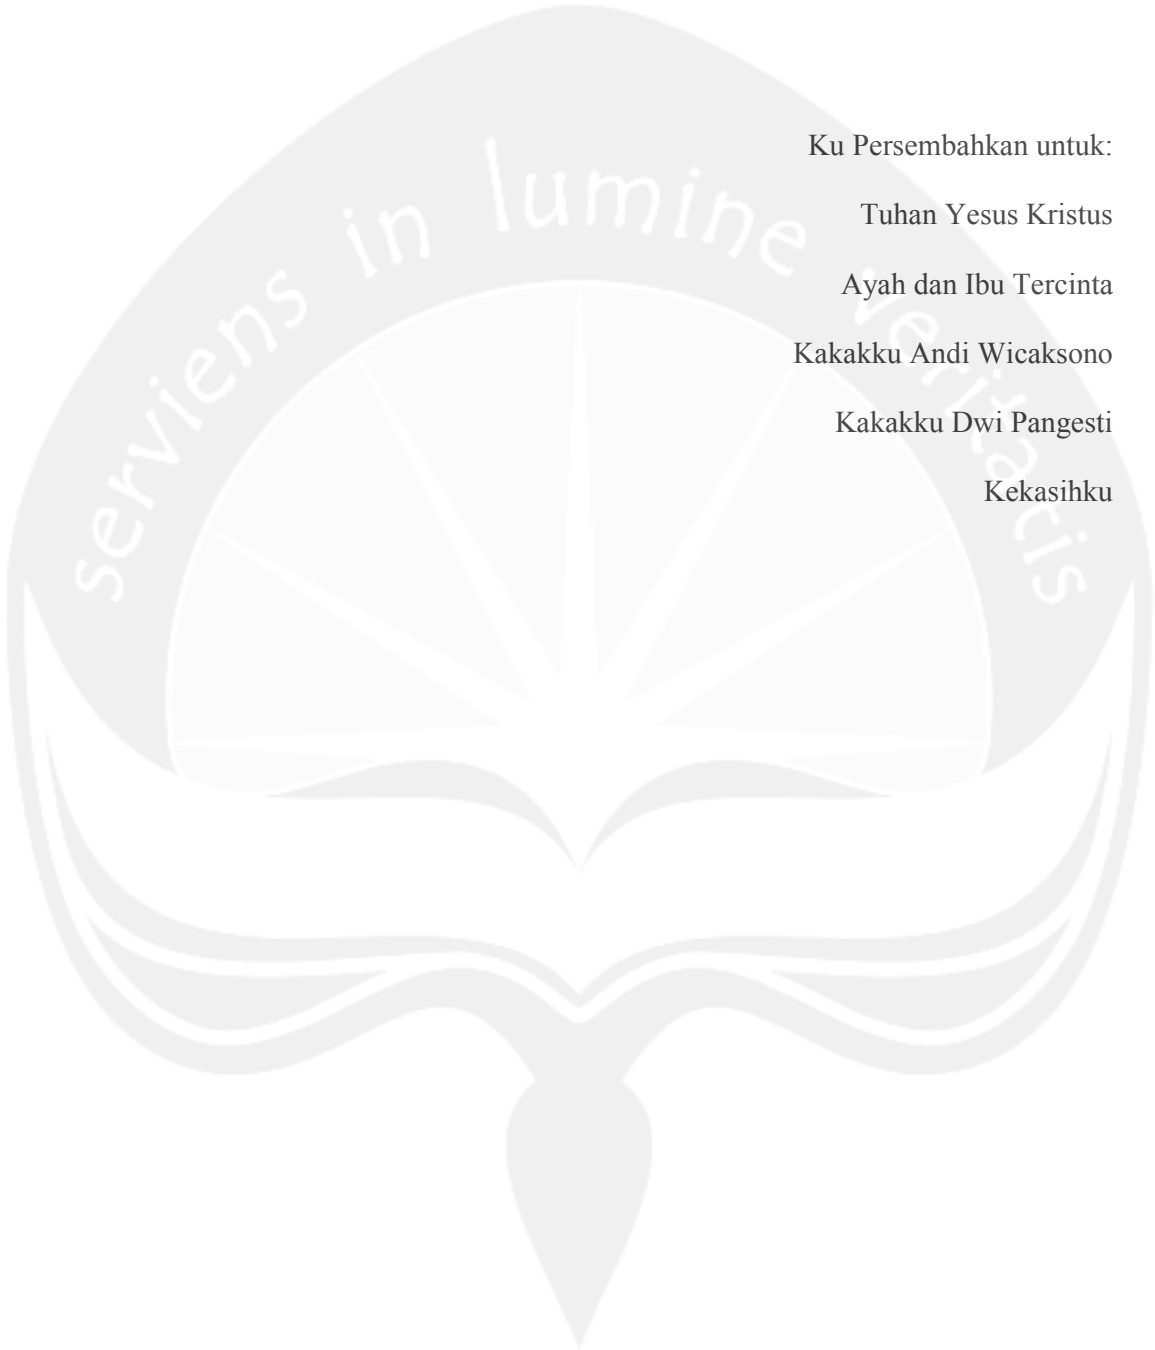 serviens in lumine veritatis
Ku Persembahkan untuk:
Tuhan Yesus Kristus
Ayah dan Ibu Tercinta
Kakakku Andi Wicaksono
Kakakku Dwi Pangesti
Kekasihku